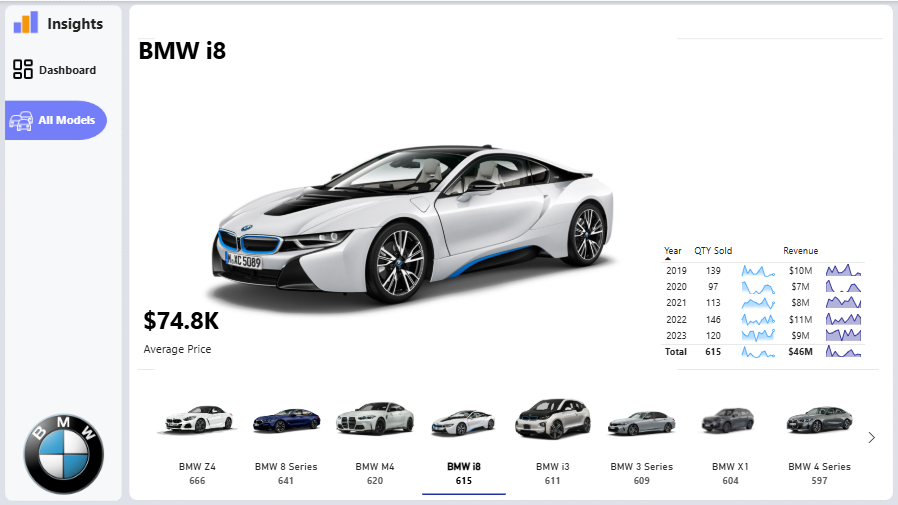 Insights
Dashboard
All Models
BMW
BMW i8
M·XC 5089
$74.8K
Average Price
Year QTY Sold Revenue
2019 139 $10M
2020 97 $7M
2021 113 $8M
2022 146 $11M
2023 120 $9M
Total 615 $46M
BMW Z4 BMW 8 Series BMW M4 BMW i8 BMW i3 BMW 3 Series BMW X1 BMW 4 Series
666 641 620 615 611 609 604 597